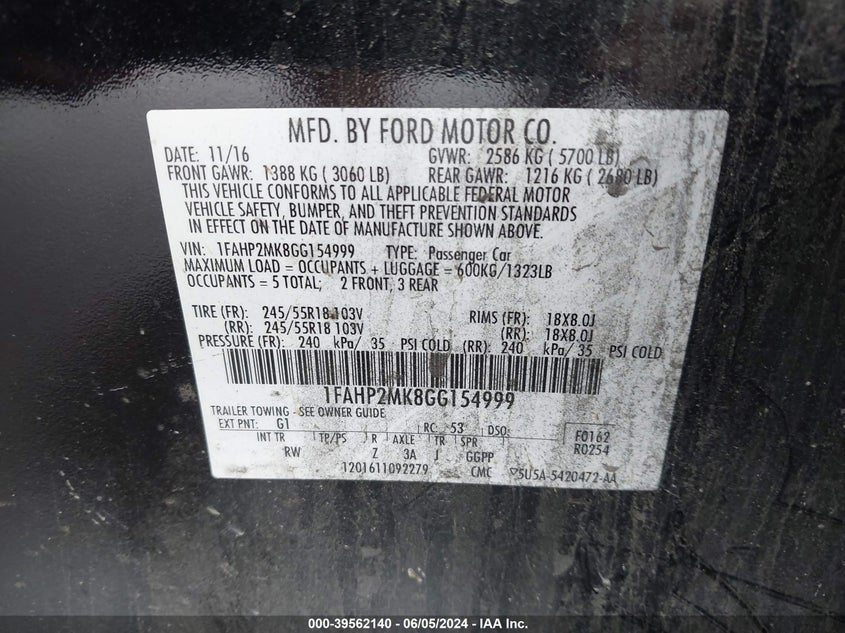 MFD. BY FORD MOTOR CO.
DATE: 11/16 GVWR: 2586 KG ( 5700 LB)
FRONT GAWR: 1388 KG ( 3060 LB) REAR GAWR: 1216 KG ( 2680 LB)
THIS VEHICLE CONFORMS TO ALL APPLICABLE FEDERAL MOTOR
VEHICLE SAFETY, BUMPER, AND THEFT PREVENTION STANDARDS
IN EFFECT ON THE DATE OF MANUFACTURE SHOWN ABOVE.
VIN: 1FAHP2MK8GG154999 TYPE: Passenger Car
MAXIMUM LOAD = OCCUPANTS + LUGGAGE = 600KG/1323LB
OCCUPANTS = 5 TOTAL; 2 FRONT, 3 REAR
TIRE (FR): 245/55R18 103V RIMS (FR): 18X8.0J
(RR): 245/55R18 103V (RR): 18X8.0J
PRESSURE (FR): 240 kPa/ 35 PSI COLD (RR): 240 kPa/ 35 PSI COLD
1FAHP2MK8GG154999
TRAILER TOWING - SEE OWNER GUIDE
EXT PNT: G1 RC: 53 DSO: F0162
INT TR TP/PS R AXLE TR SPR R0254
RW Z 3A J GGPP
1201611092279 CMC 5U5A-5420472-AA
000-39562140 - 06/05/2024 - IAA Inc.